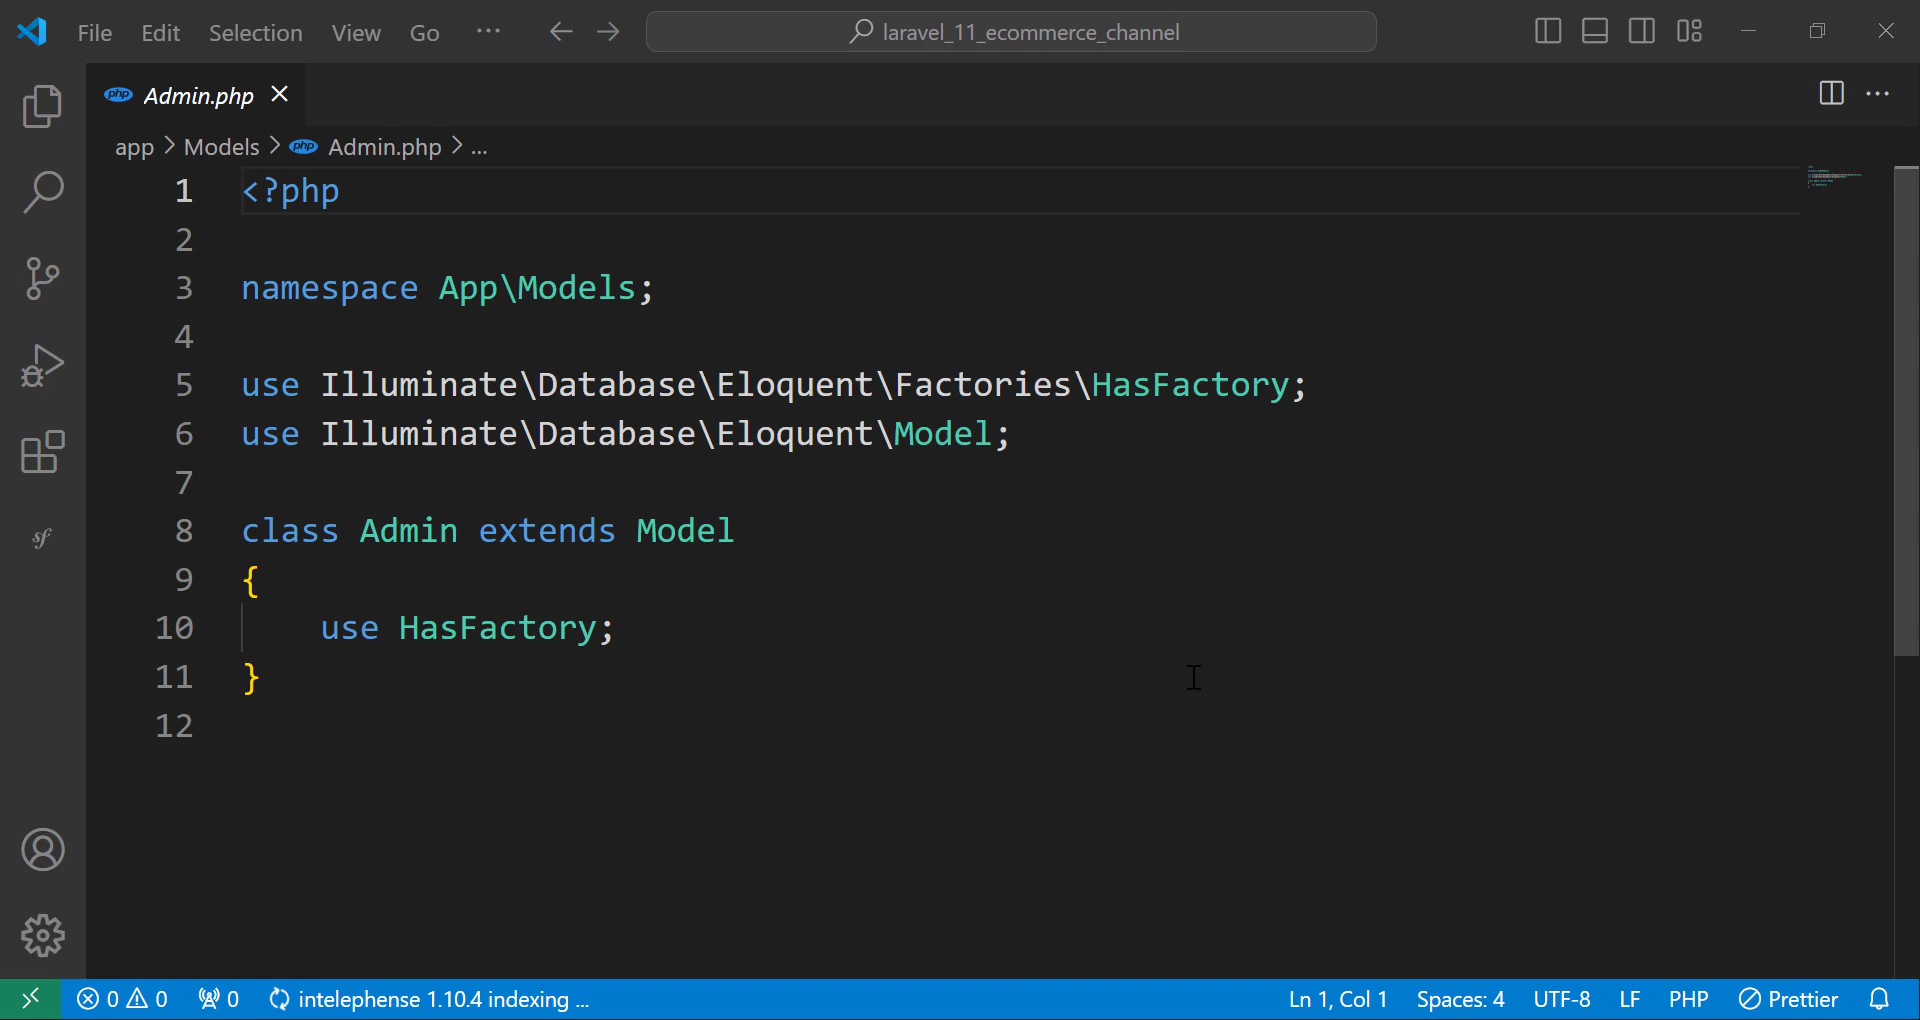 File Edit Selection View Go ··· laravel_11_ecommerce_channel
php Admin.php
app > Models > php Admin.php > ...
1 <?php
2
3 namespace App\Models;
4
5 use Illuminate\Database\Eloquent\Factories\HasFactory;
6 use Illuminate\Database\Eloquent\Model;
7
8 class Admin extends Model
9 {
10 use HasFactory;
11 }
12
sf
0 0 0 intelephense 1.10.4 indexing ... Ln 1, Col 1 Spaces: 4 UTF-8 LF PHP Prettier